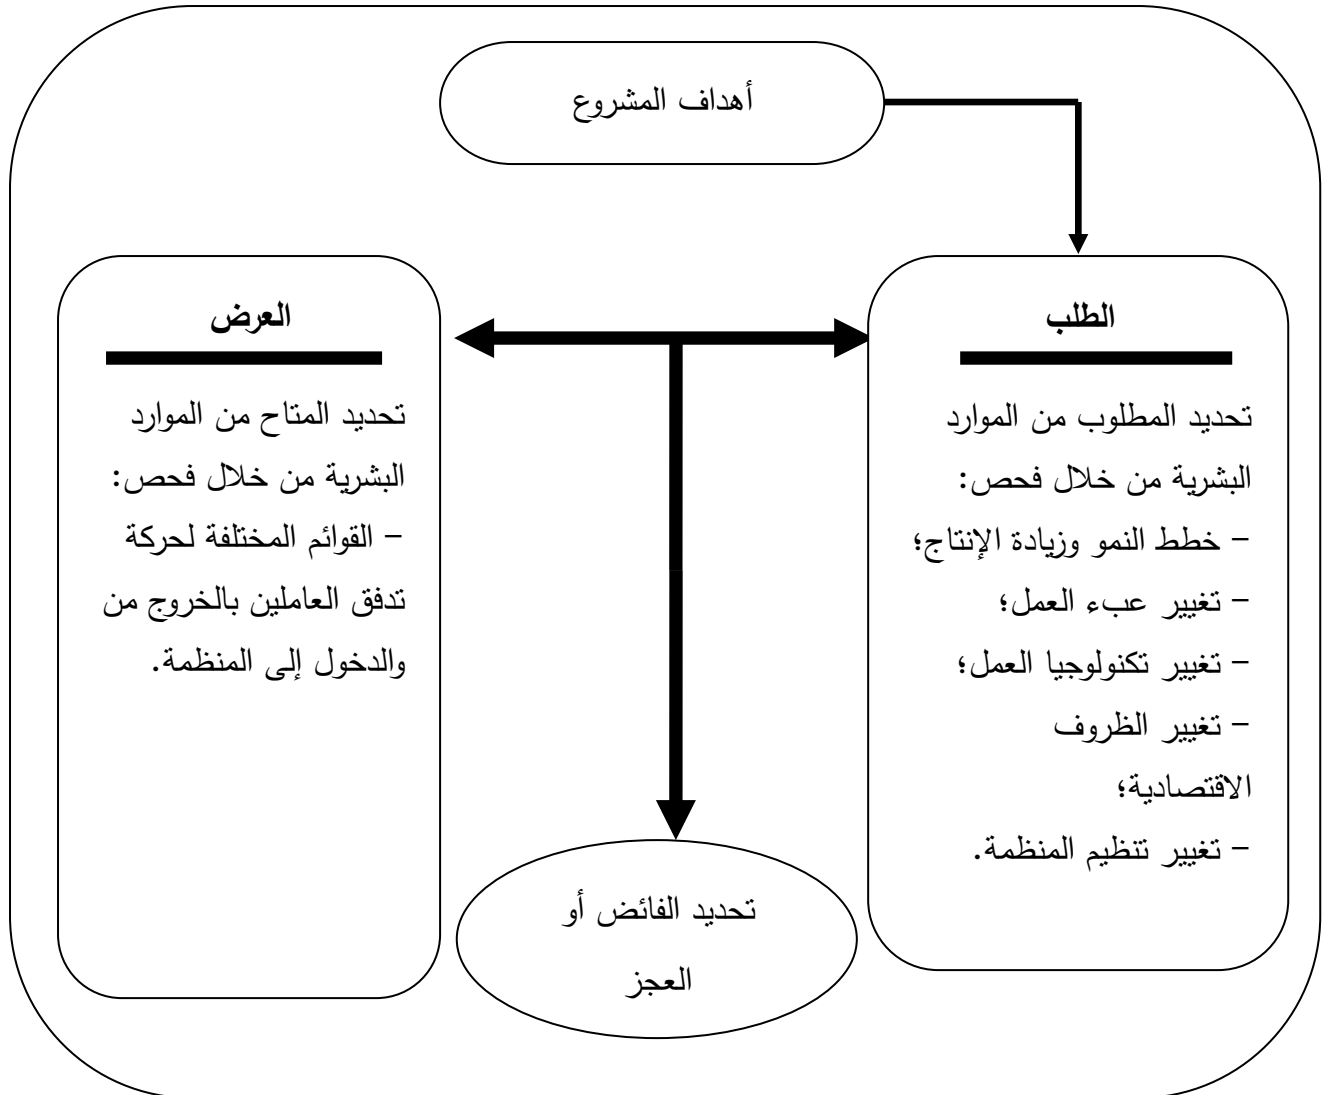 أهداف المشروع
الطلب
تحديد المطلوب من الموارد
البشرية من خلال فحص:
- خطط النمو وزيادة الإنتاج؛
- تغيير عبء العمل؛
- تغيير تكنولوجيا العمل؛
- تغيير الظروف
الاقتصادية؛
- تغيير تنظيم المنظمة.
العرض
تحديد المتاح من الموارد
البشرية من خلال فحص:
- القوائم المختلفة لحركة
تدفق العاملين بالخروج من
والدخول إلى المنظمة.
تحديد الفائض أو
العجز